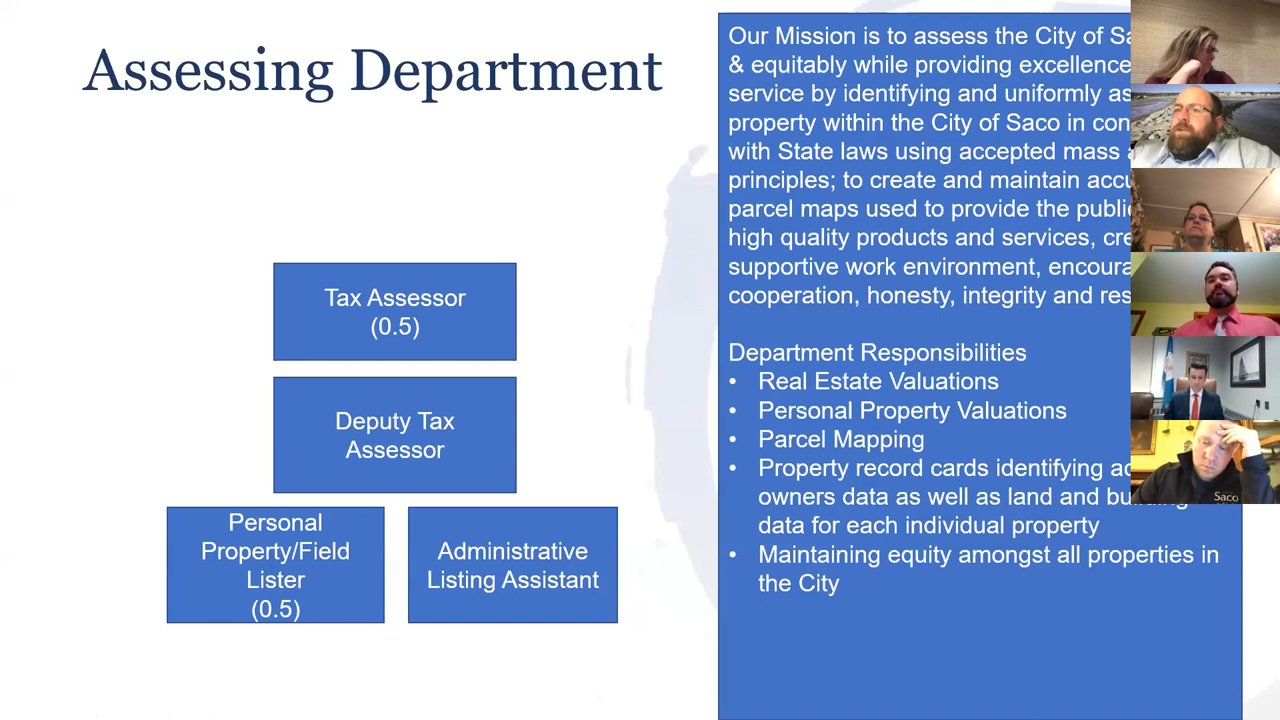 Assessing Department
Tax Assessor
(0.5)
Deputy Tax
Assessor
Personal
Property/Field
Lister
(0.5)
Administrative
Listing Assistant
Our Mission is to assess the City of
& equitably while providing excellence
service by identifying and uniformly
property within the City of Saco in
with State laws using accepted mass
principles; to create and maintain
parcel maps used to provide the
high quality products and services,
supportive work environment,
cooperation, honesty, integrity and
Department Responsibilities
• Real Estate Valuations
• Personal Property Valuations
• Parcel Mapping
• Property record cards identifying
owners data as well as land and
data for each individual property
• Maintaining equity amongst all properties in
the City
Saco